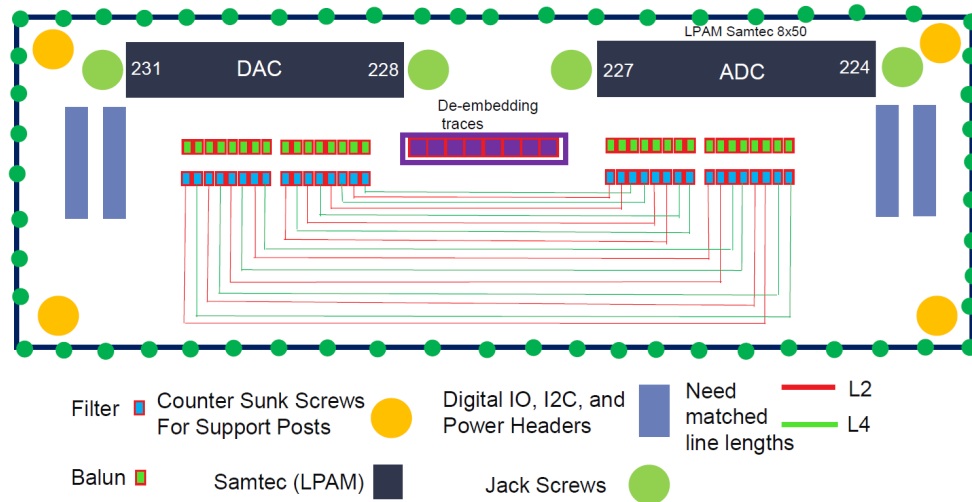 LPAM Samtec 8x50
231
DAC
228
227
ADC
224
De-embedding
traces
Filter
Counter Sunk Screws
For Support Posts
Digital IO, I2C, and
Power Headers
Need
matched
line lengths
L2
L4
Balun
Samtec (LPAM)
Jack Screws